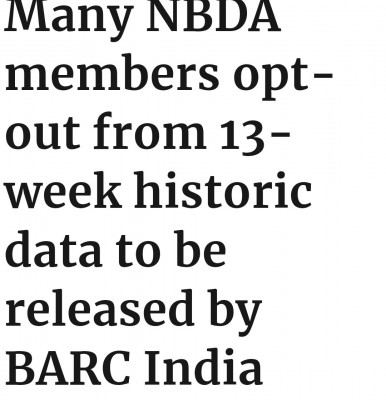 Many NBDA
members opt-
out from 13-
week historic
data to be
released by
BARC India